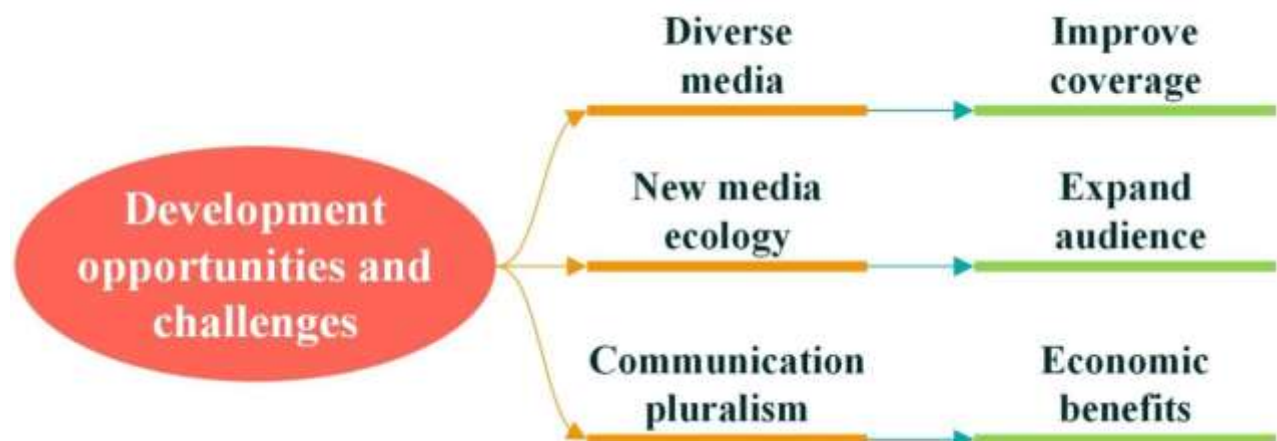 Development
opportunities and
challenges
Diverse
media
Improve
coverage
New media
ecology
Expand
audience
Communication
pluralism
Economic
benefits